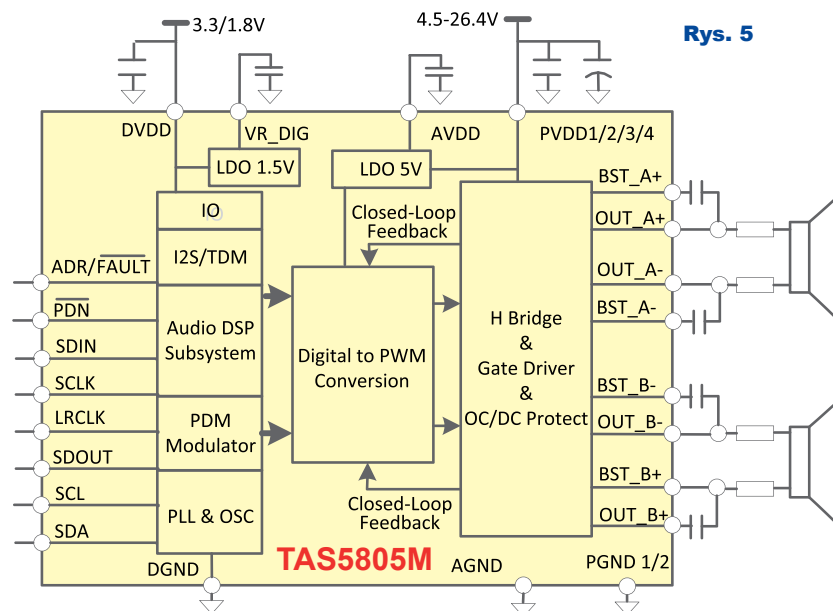 3.3/1.8V
4.5-26.4V
Rys. 5
DVDD
VR_DIG
AVDD
PVDD1/2/3/4
LDO 1.5V
LDO 5V
IO
I2S/TDM
Audio DSP
Subsystem
PDM
Modulator
PLL & OSC
ADR/FAULT
PDN
SDIN
SCLK
LRCLK
SDOUT
SCL
SDA
Closed-Loop
Feedback
Digital to PWM
Conversion
Closed-Loop
Feedback
H Bridge
&
Gate Driver
&
OC/DC Protect
BST_A+
OUT_A+
OUT_A-
BST_A-
BST_B-
OUT_B-
BST_B+
OUT_B+
DGND
TAS5805M
AGND
PGND 1/2